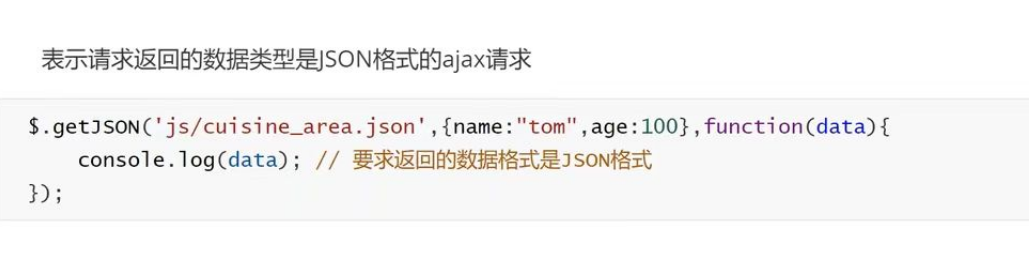 表示请求返回的数据类型是JSON格式的ajax请求
$.getJSON('js/cuisine_area.json',{name:"tom",age:100},function(data){
    console.log(data); // 要求返回的数据格式是JSON格式
});